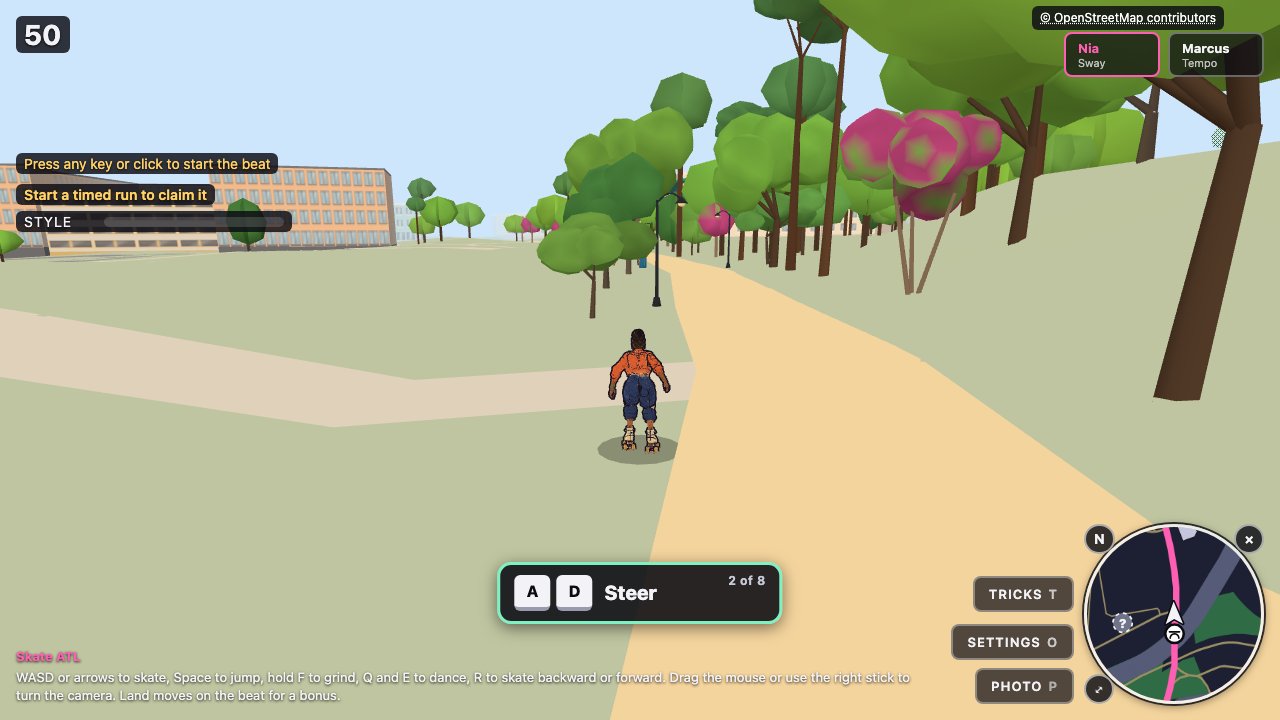 50
© OpenStreetMap contributors
Nia
Sway
Marcus
Tempo
Press any key or click to start the beat
Start a timed run to claim it
STYLE
A D Steer 2 of 8
N
×
?
TRICKS T
SETTINGS O
PHOTO P
Skate ATL
WASD or arrows to skate, Space to jump, hold F to grind, Q and E to dance, R to skate backward or forward. Drag the mouse or use the right stick to
turn the camera. Land moves on the beat for a bonus.